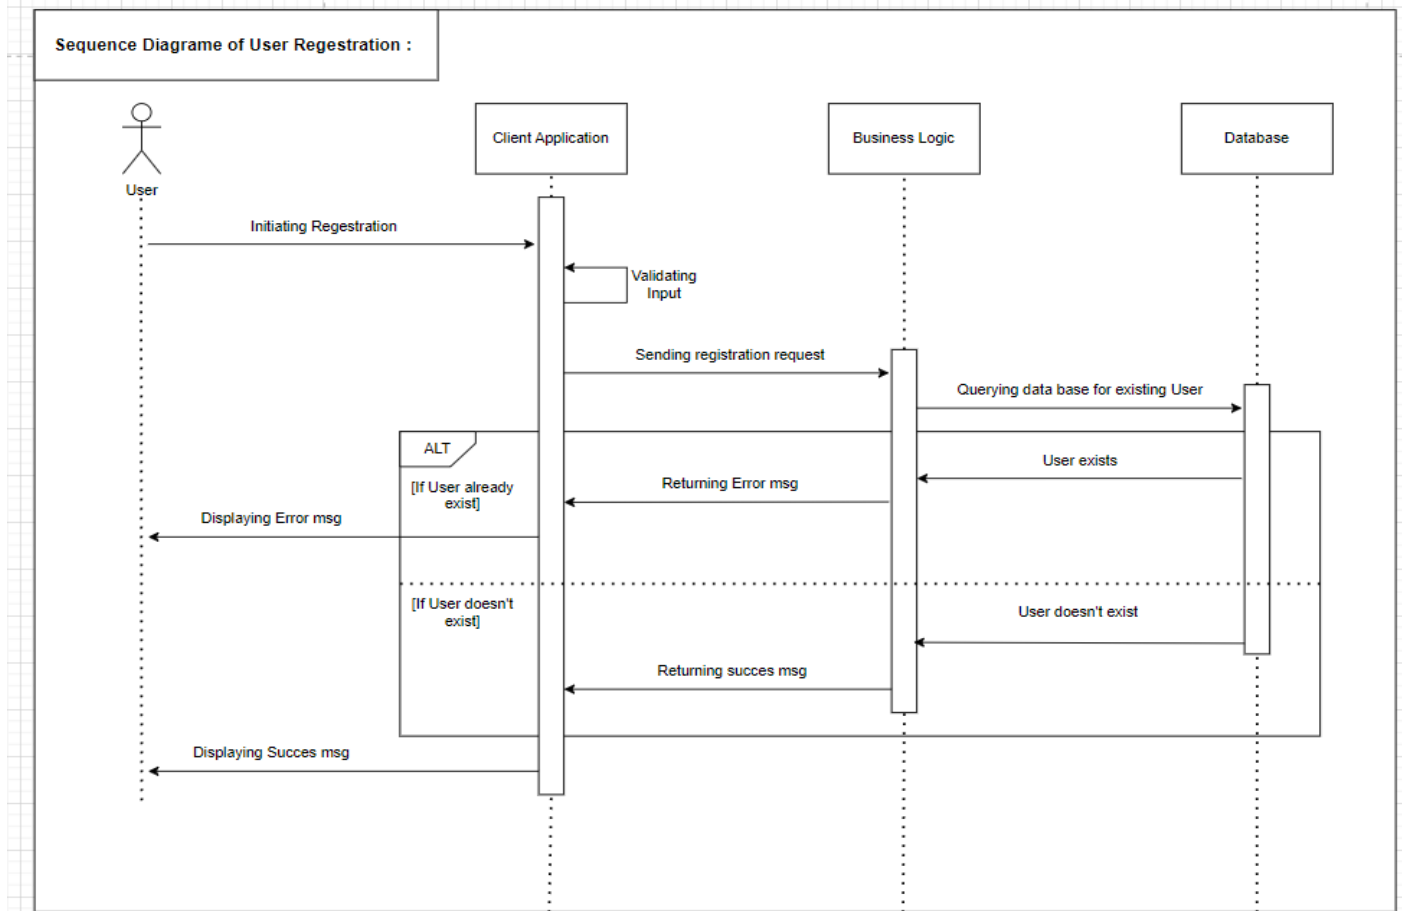 Sequence Diagrame of User Regestration :
User
Client Application
Business Logic
Database
Initiating Regestration
Validating
Input
Sending registration request
Querying data base for existing User
ALT
[If User already
exist]
User exists
Returning Error msg
Displaying Error msg
[If User doesn't
exist]
User doesn't exist
Returning succes msg
Displaying Succes msg